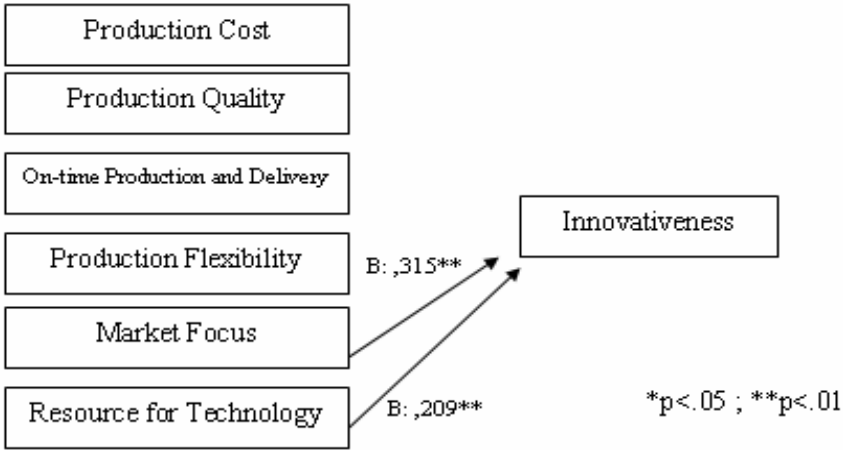 Production Cost
Production Quality
On-time Production and Delivery
Innovativeness
Production Flexibility
B: ,315**
Market Focus
Resource for Technology
B: ,209**
*p<.05 ; **p<.01